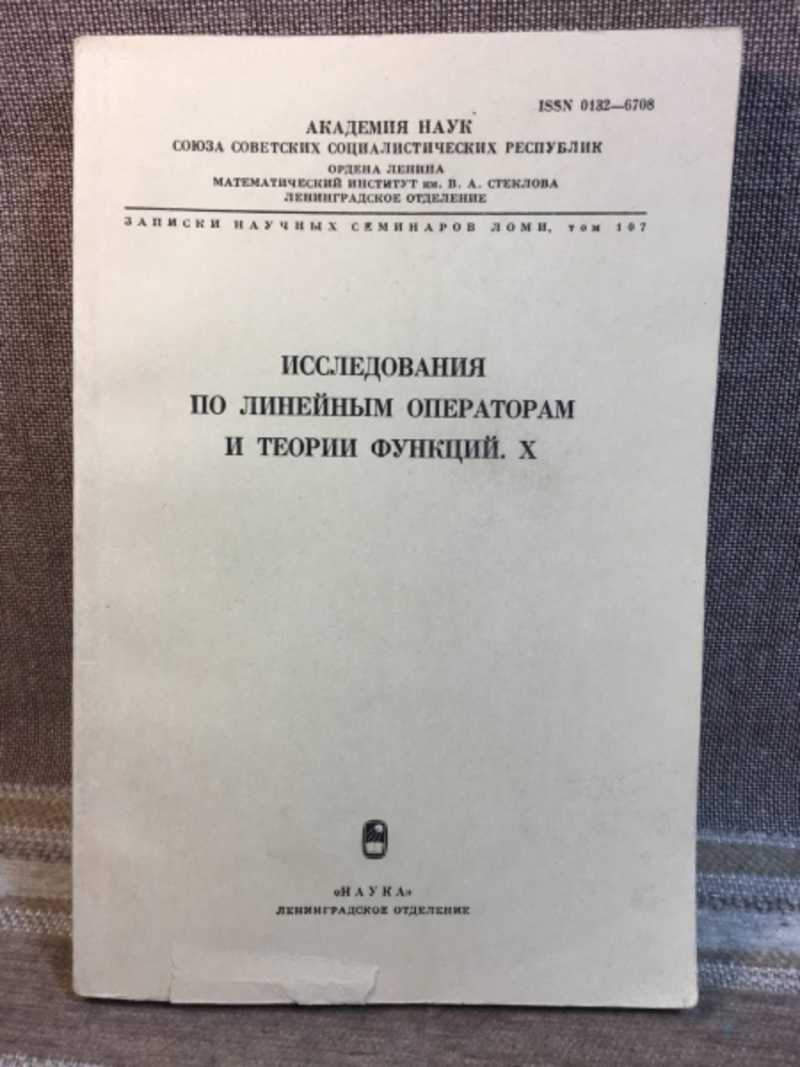 ISSN 0132—6708
АКАДЕМИЯ НАУК
СОЮЗА СОВЕТСКИХ СОЦИАЛИСТИЧЕСКИХ РЕСПУБЛИК
ОРДЕНА ЛЕНИНА
МАТЕМАТИЧЕСКИЙ ИНСТИТУТ им. В. А. СТЕКЛОВА
ЛЕНИНГРАДСКОЕ ОТДЕЛЕНИЕ
ЗАПИСКИ НАУЧНЫХ СЕМИНАРОВ ЛОМИ, том 107
ИССЛЕДОВАНИЯ
ПО ЛИНЕЙНЫМ ОПЕРАТОРАМ
И ТЕОРИИ ФУНКЦИЙ. X
«НАУКА»
ЛЕНИНГРАДСКОЕ ОТДЕЛЕНИЕ